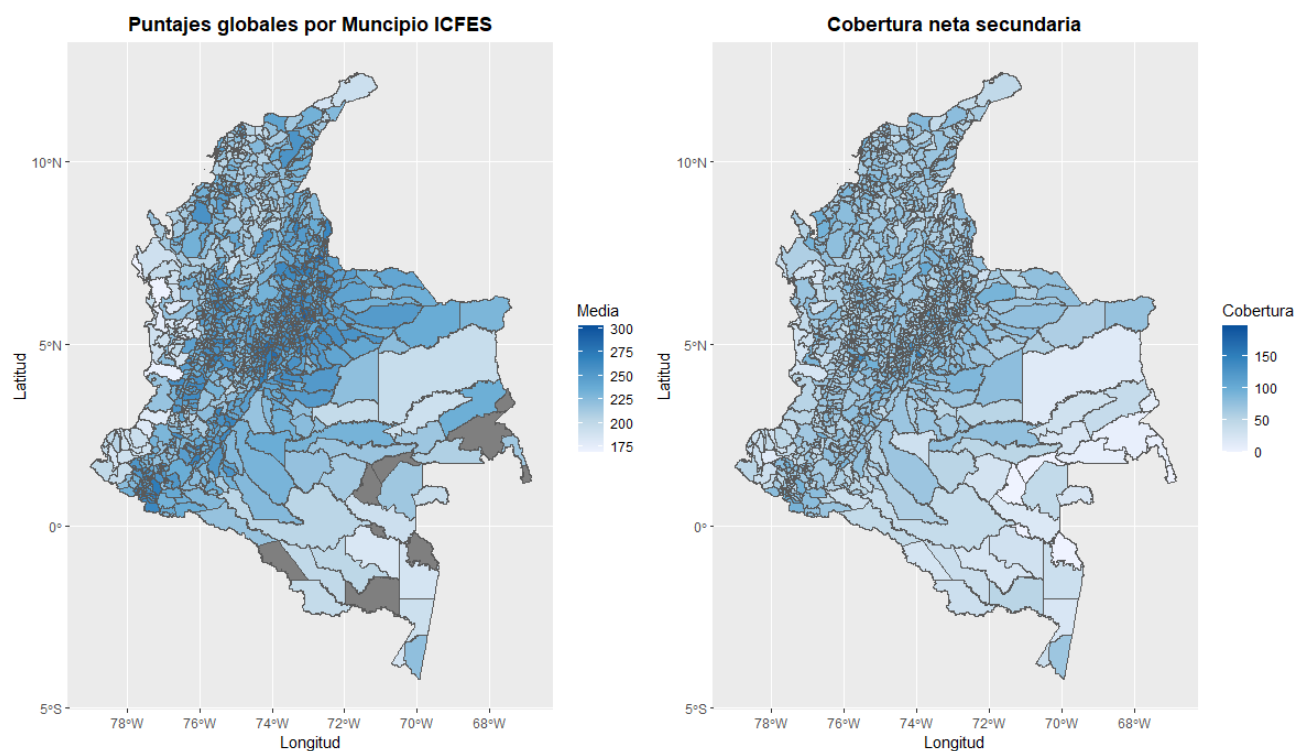 Puntajes globales por Muncipio ICFES
10°N
5°N
0°
5°S
Latitud
78°W 76°W 74°W 72°W 70°W 68°W
Longitud
Media
300
275
250
225
200
175
Cobertura neta secundaria
10°N
5°N
0°
5°S
Latitud
78°W 76°W 74°W 72°W 70°W 68°W
Longitud
Cobertura
150
100
50
0